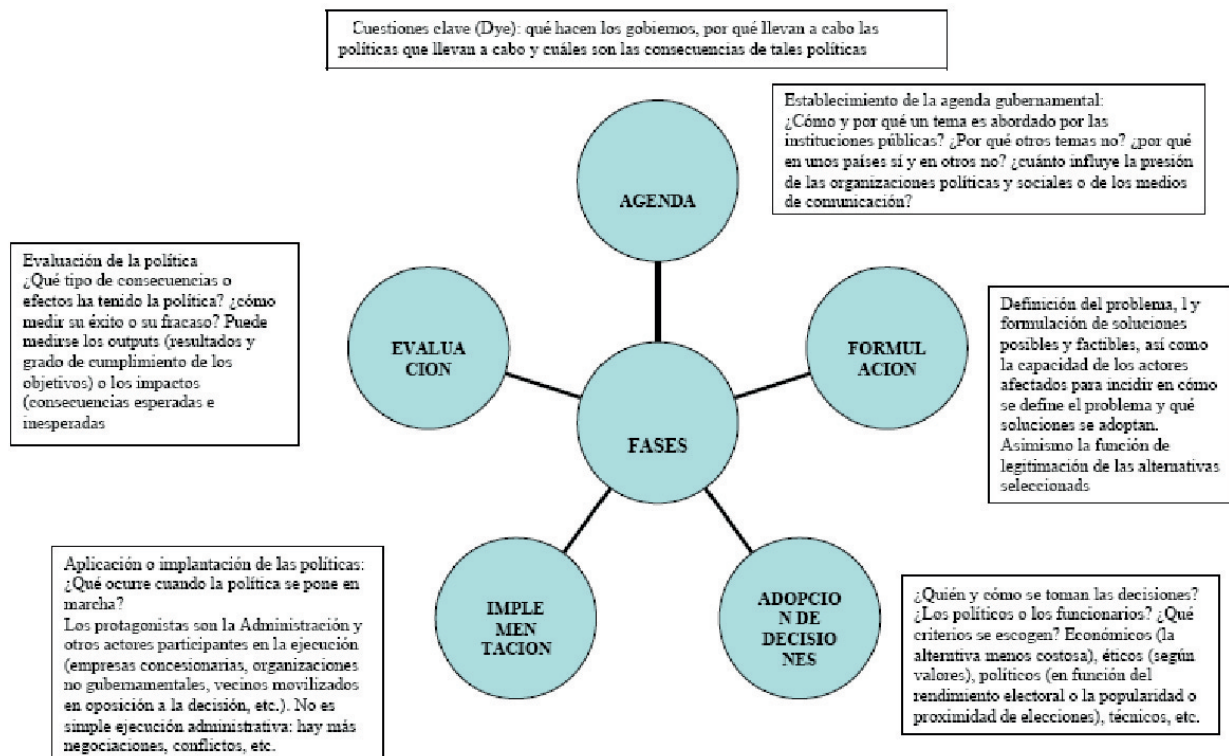 Cuestiones clave (Dye): qué hacen los gobiernos, por qué llevan a cabo las
políticas que llevan a cabo y cuáles son las consecuencias de tales políticas
Establecimiento de la agenda gubernamental:
¿Cómo y por qué un tema es abordado por las
instituciones públicas? ¿Por qué otros temas no? ¿por qué
en unos países sí y en otros no? ¿cuánto influye la presión
de las organizaciones políticas y sociales o de los medios
de comunicación?
AGENDA
Evaluación de la política
¿Qué tipo de consecuencias o
efectos ha tenido la política? ¿cómo
medir su éxito o su fracaso? Puede
medirse los outputs (resultados y
grado de cumplimiento de los
objetivos) o los impactos
(consecuencias esperadas e
inesperadas
EVALUA
CION
FORMUL
ACION
Definición del problema, l y
formulación de soluciones
posibles y factibles, así como
la capacidad de los actores
afectados para incidir en cómo
se define el problema y qué
soluciones se adoptan.
Asimismo la función de
legitimación de las alternativas
seleccionads
FASES
Aplicación o implantación de las políticas:
¿Qué ocurre cuando la política se pone en
marcha?
Los protagonistas son la Administración y
otros actores participantes en la ejecución
(empresas concesionarias, organizaciones
no gubernamentales, vecinos movilizados
en oposición a la decisión, etc.). No es
simple ejecución administrativa: hay más
negociaciones, conflictos, etc.
IMPLE
MEN
TACION
ADOPCIO
N DE
DECISIO
NES
¿Quién y cómo se toman las decisiones?
¿Los políticos o los funcionarios? ¿Qué
criterios se escogen? Económicos (la
alterntiva menos costosa), éticos (según
valores), políticos (en función del
rendimiento electoral o la popularidad o
proximidad de elecciones), técnicos, etc.